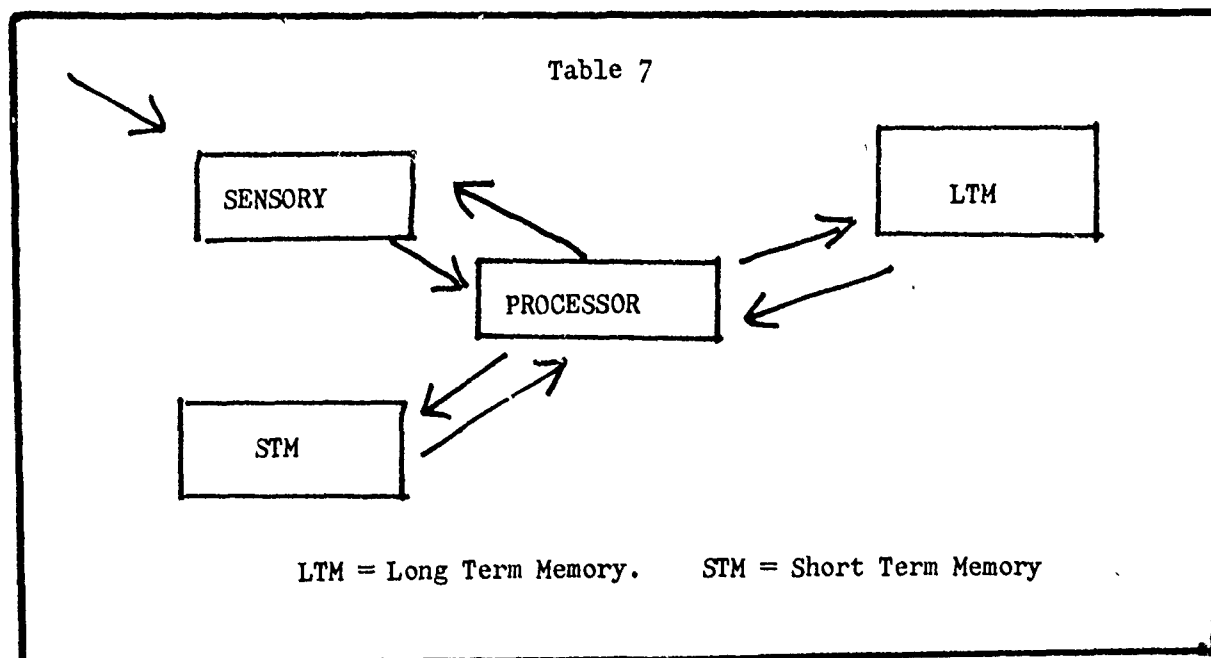 Table 7
SENSORY
LTM
PROCESSOR
STM
LTM = Long Term Memory. STM = Short Term Memory